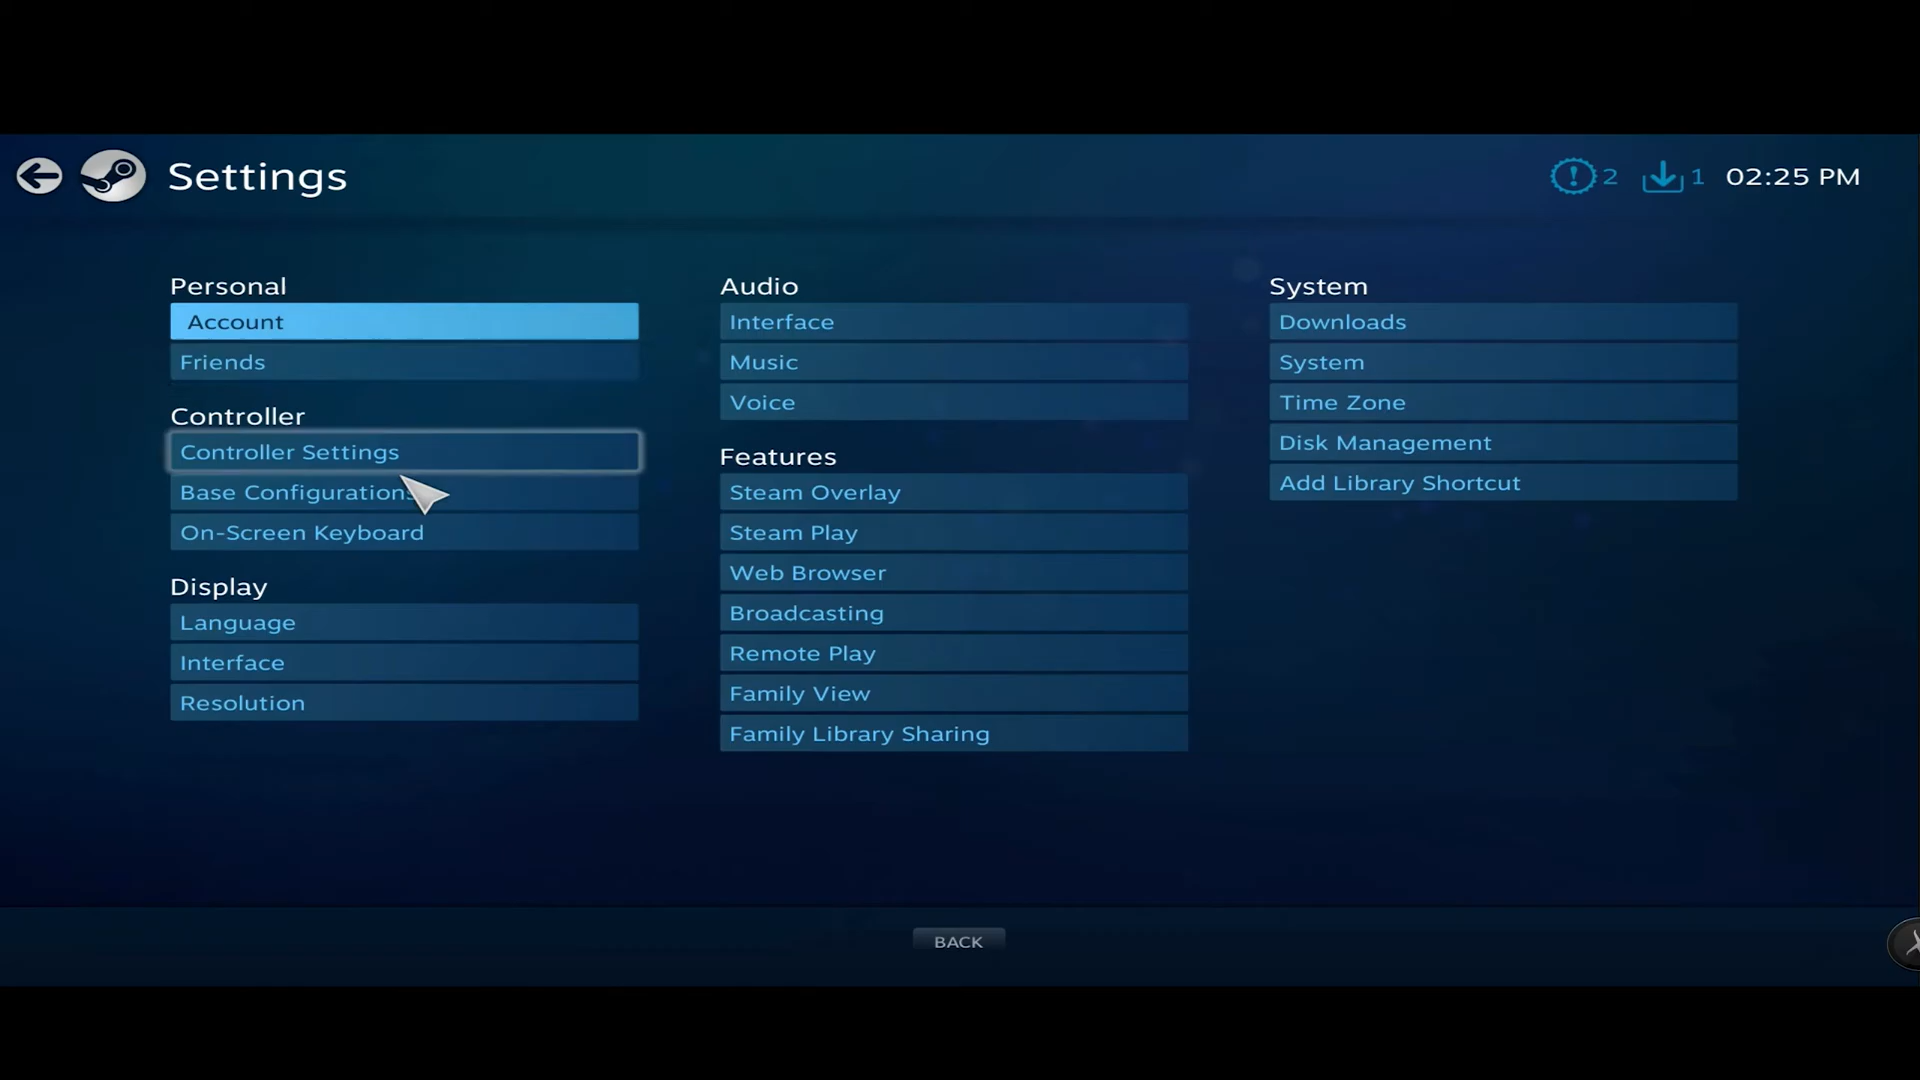 Settings
2
1
02:25 PM
Personal
Account
Friends
Controller
Controller Settings
Base Configurations
On-Screen Keyboard
Display
Language
Interface
Resolution
Audio
Interface
Music
Voice
Features
Steam Overlay
Steam Play
Web Browser
Broadcasting
Remote Play
Family View
Family Library Sharing
System
Downloads
System
Time Zone
Disk Management
Add Library Shortcut
BACK